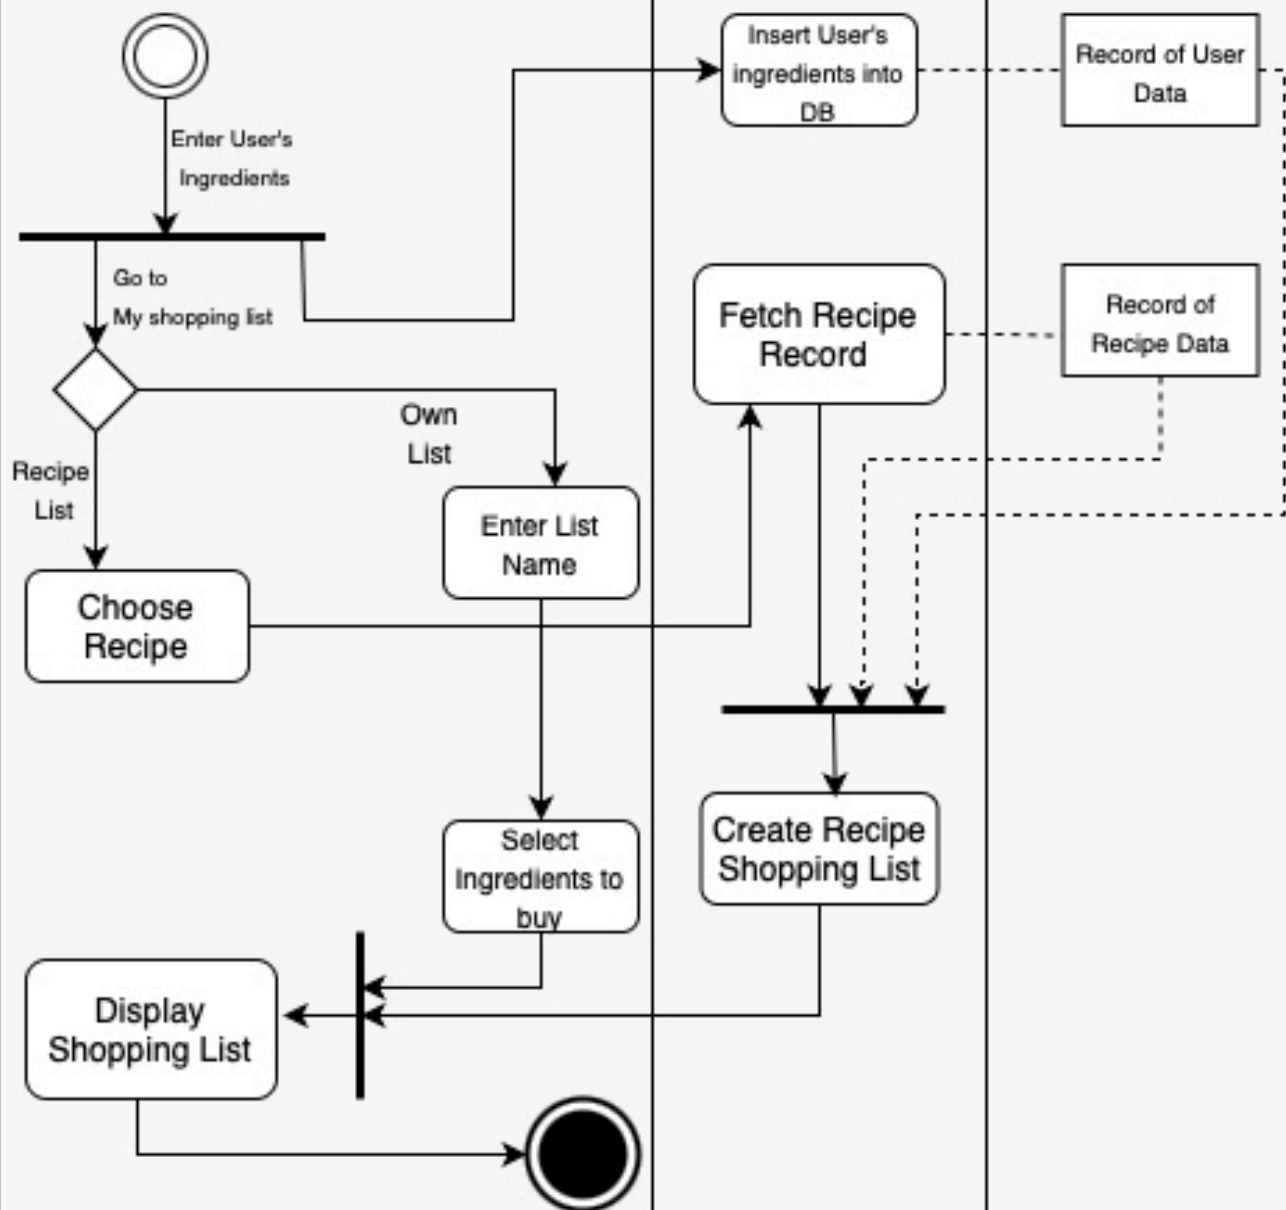 Insert User's
ingredients into
DB
Record of User
Data
Enter User's
Ingredients
Go to
My shopping list
Fetch Recipe
Record
Record of
Recipe Data
Own
List
Recipe
List
Enter List
Name
Choose
Recipe
Select
Ingredients to
buy
Create Recipe
Shopping List
Display
Shopping List